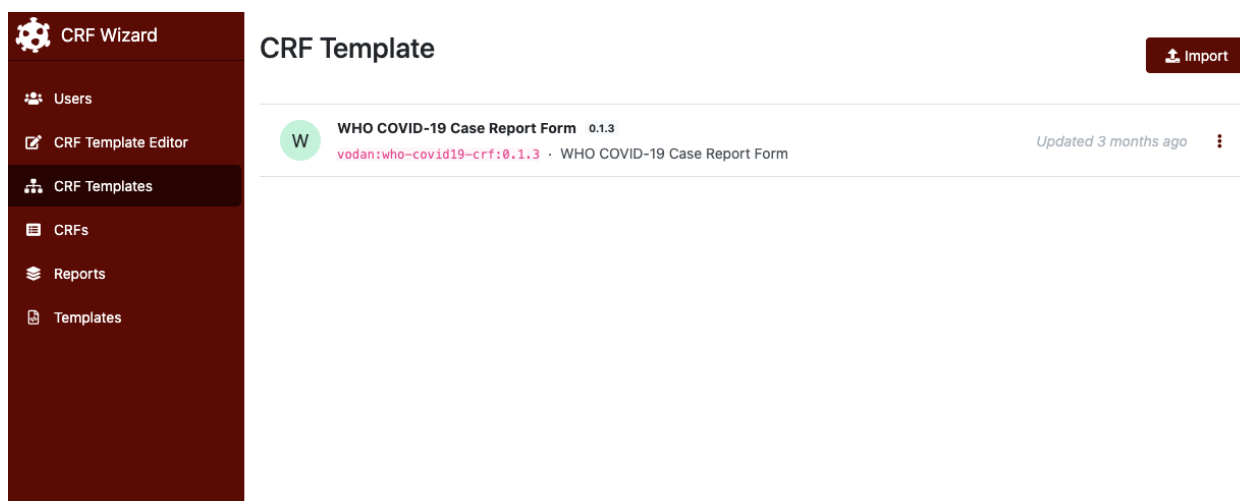 CRF Wizard
Users
CRF Template Editor
CRF Templates
CRFs
Reports
Templates
CRF Template
Import
W
WHO COVID-19 Case Report Form 0.1.3
vodan:who-covid19-crf:0.1.3 · WHO COVID-19 Case Report Form
Updated 3 months ago